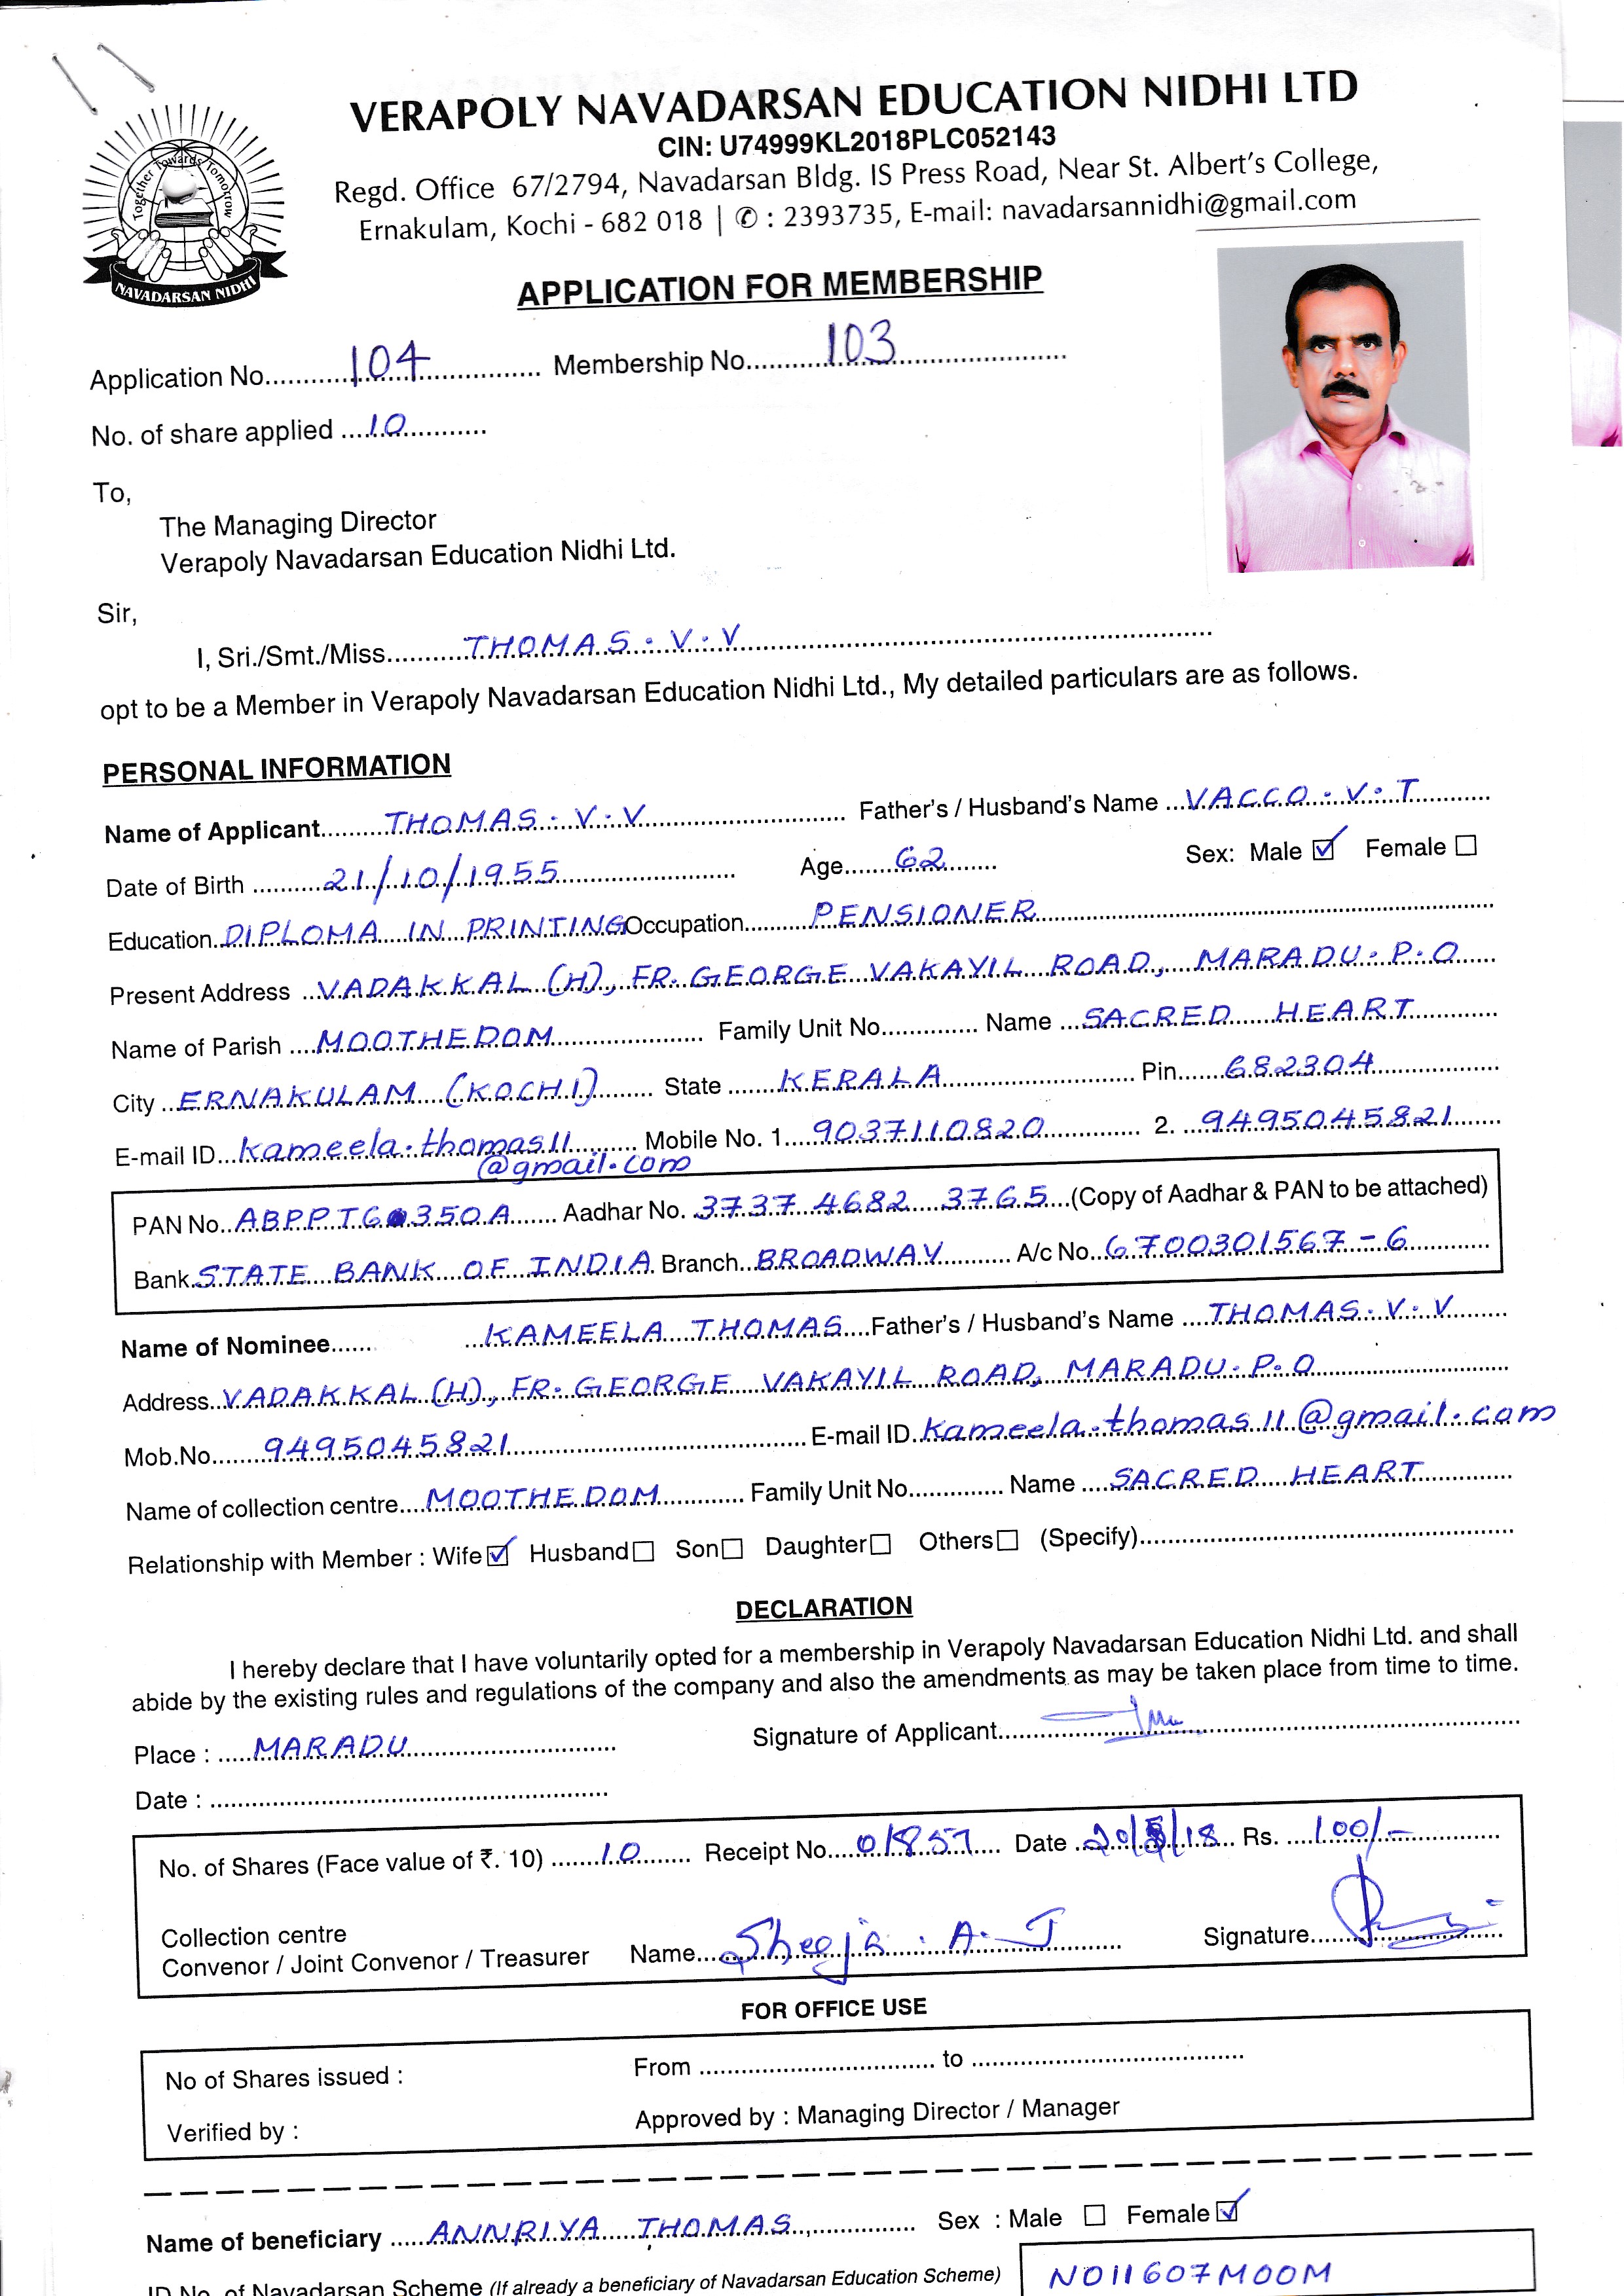 VERAPOLY NAVADARSAN EDUCATION NIDHI LTD
CIN: U74999KL2018PLC052143
Regd. Office 67/2794, Navadarsan Bldg. IS Press Road, Near St. Albert's College,
Ernakulam, Kochi - 682 018 | ✆ : 2393735, E-mail: navadarsannidhi@gmail.com
Together Towards Tomorrow
NAVADARSAN NIDHI
APPLICATION FOR MEMBERSHIP
Application No. 104 Membership No. 103
No. of share applied 10
To,
The Managing Director
Verapoly Navadarsan Education Nidhi Ltd.
Sir,
I, Sri./Smt./Miss THOMAS. V. V
opt to be a Member in Verapoly Navadarsan Education Nidhi Ltd., My detailed particulars are as follows.
PERSONAL INFORMATION
Name of Applicant THOMAS. V. V Father's / Husband's Name VACCO. V. T
Date of Birth 21/10/1955 Age 62 Sex: Male ☑ Female ☐
Education DIPLOMA IN PRINTING Occupation PENSIONER
Present Address VADAKKAL (H), FR. GEORGE VAKAYIL ROAD, MARADU. P. O
Name of Parish MOOTHEDOM Family Unit No. Name SACRED HEART
City ERNAKULAM (KOCHI) State KERALA Pin 682304
E-mail ID kameela.thomas11 Mobile No. 1. 9037110820 2. 9495045821
@gmail.com
PAN No. Aadhar No. 3737 4682 3765 (Copy of Aadhar & PAN to be attached)
Bank STATE BANK OF INDIA Branch BROADWAY A/c No. 6700301567-6
Name of Nominee KAMEELA THOMAS Father's / Husband's Name THOMAS. V. V
Address VADAKKAL (H), FR. GEORGE VAKAYIL ROAD, MARADU. P. O
Mob.No. 9495045821 E-mail ID kameela.thomas11@gmail.com
Name of collection centre MOOTHEDOM Family Unit No. Name SACRED HEART
Relationship with Member : Wife ☑ Husband ☐ Son ☐ Daughter ☐ Others ☐ (Specify)
DECLARATION
I hereby declare that I have voluntarily opted for a membership in Verapoly Navadarsan Education Nidhi Ltd. and shall
abide by the existing rules and regulations of the company and also the amendments as may be taken place from time to time.
Place : MARADU Signature of Applicant
Date :
No. of Shares (Face value of ₹. 10) 10 Receipt No. 01857 Date Rs. 100/-
Collection centre
Convenor / Joint Convenor / Treasurer Name Sheeja. A. J Signature
FOR OFFICE USE
No of Shares issued : From to
Verified by : Approved by : Managing Director / Manager
Name of beneficiary ANNRIYA THOMAS Sex : Male ☐ Female ☑
ID No. of Navadarsan Scheme (If already a beneficiary of Navadarsan Education Scheme) NO11607MOOM